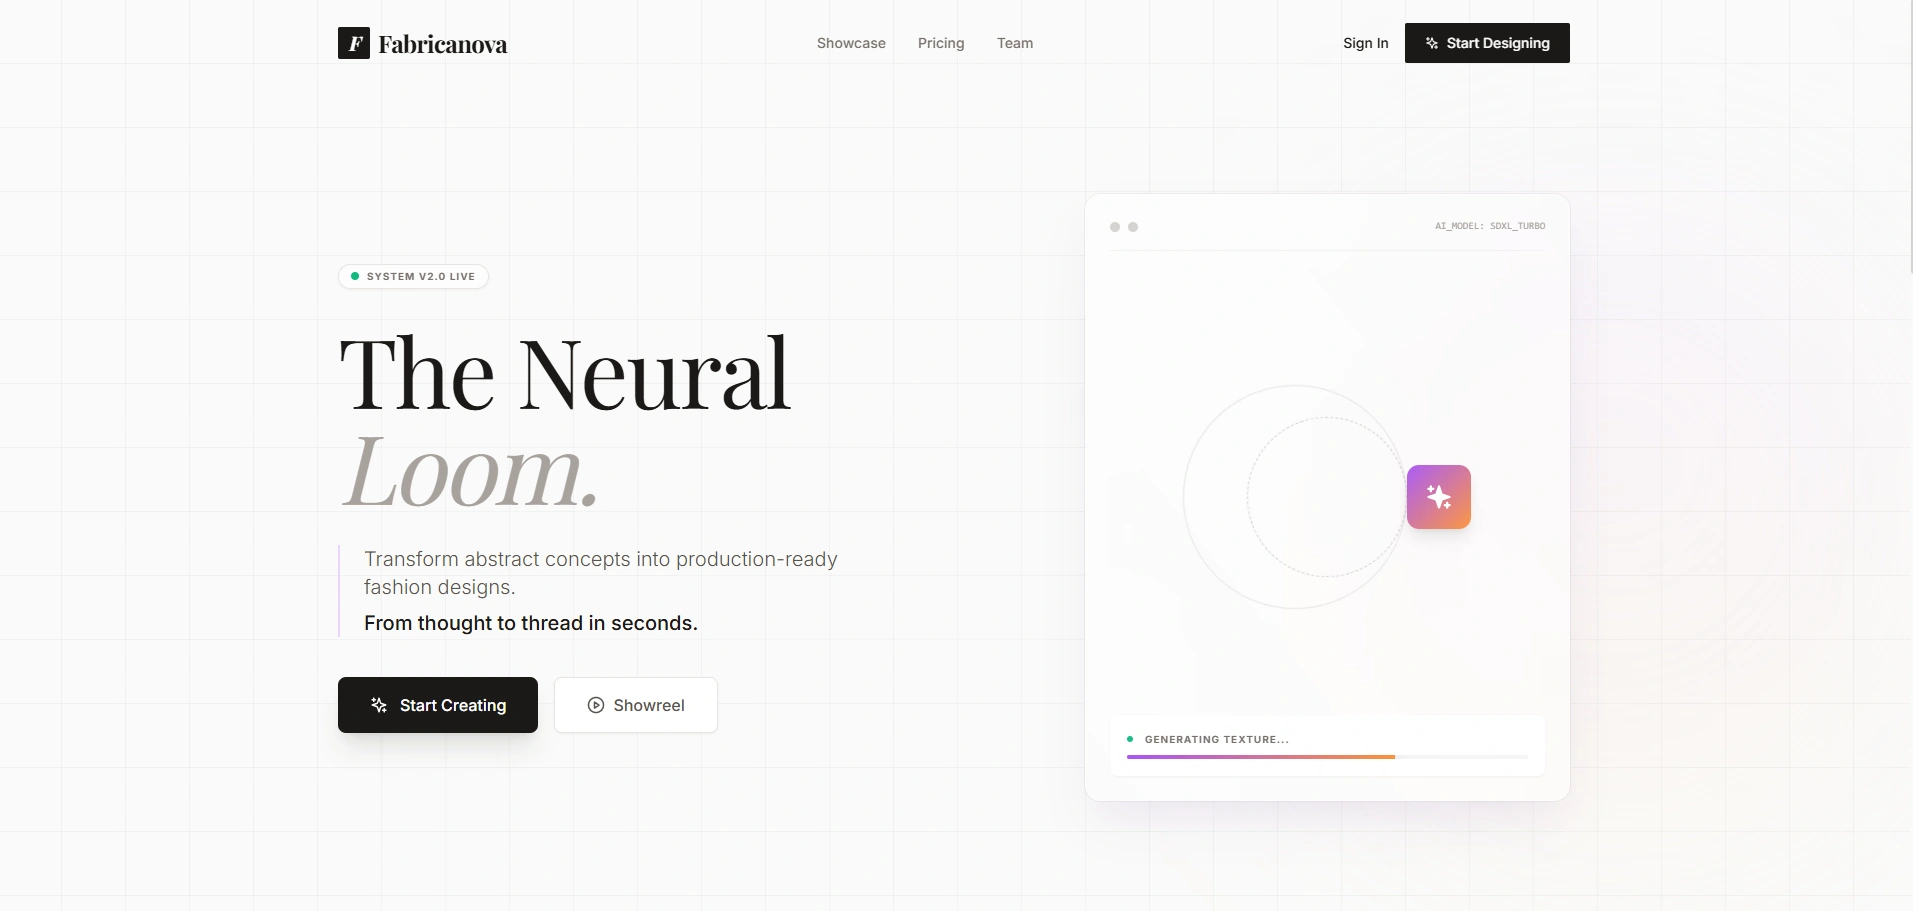 F Fabricanova
Showcase Pricing Team
Sign In Start Designing
SYSTEM V2.0 LIVE
The Neural
Loom.
Transform abstract concepts into production-ready
fashion designs.
From thought to thread in seconds.
Start Creating Showreel
AI_MODEL: SDXL_TURBO
GENERATING TEXTURE...